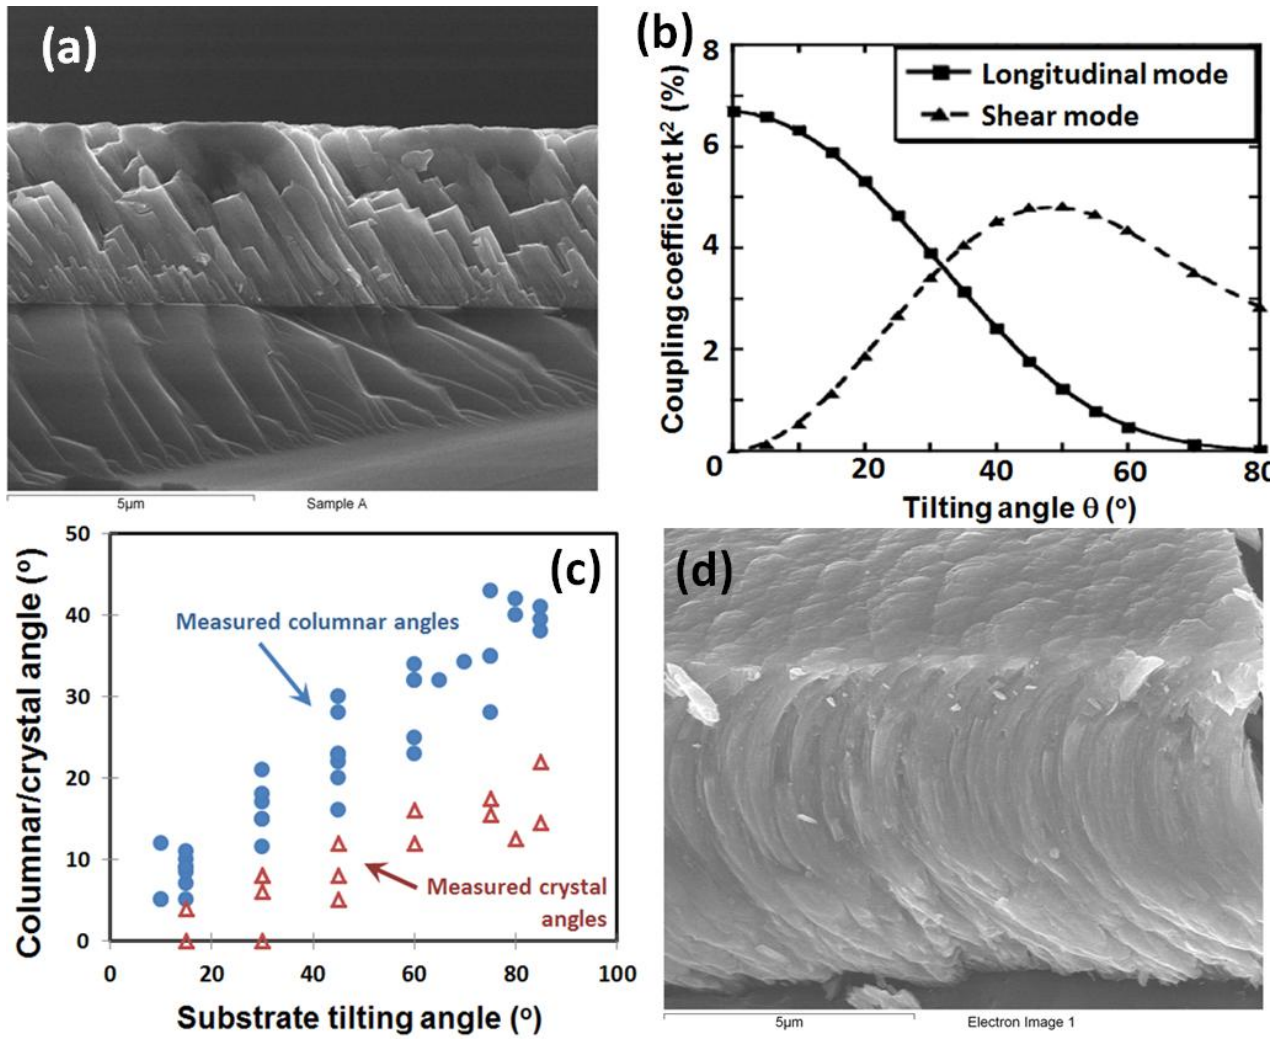 (a)
5µm Sample A
(b)
Coupling coefficient k² (%)
8
6
4
2
0
20 40 60 80
Tilting angle θ (°)
Longitudinal mode
Shear mode
(c)
Columnar/crystal angle (°)
50
40
30
20
10
0
0 20 40 60 80 100
Substrate tilting angle (°)
Measured columnar angles
Measured crystal
angles
(d)
5µm Electron Image 1